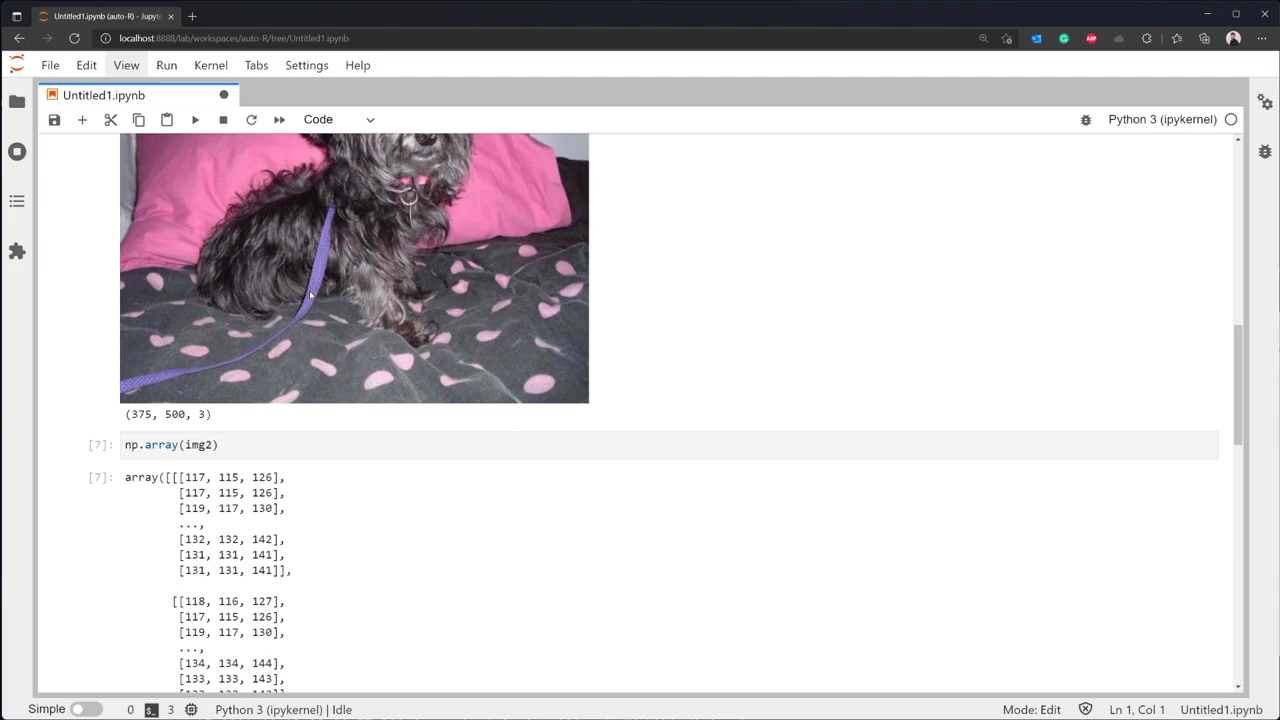 Untitled1.ipynb (auto-R) - Jupyt
localhost:8888/lab/workspaces/auto-R/tree/Untitled1.ipynb
File Edit View Run Kernel Tabs Settings Help
Untitled1.ipynb
Code
Python 3 (ipykernel)
(375, 500, 3)
[7]: np.array(img2)
[7]: array([[[117, 115, 126],
[117, 115, 126],
[119, 117, 130],
...,
[132, 132, 142],
[131, 131, 141],
[131, 131, 141]],
[[118, 116, 127],
[117, 115, 126],
[119, 117, 130],
...,
[134, 134, 144],
[133, 133, 143],
Simple 0 3 Python 3 (ipykernel) | Idle Mode: Edit Ln 1, Col 1 Untitled1.ipynb